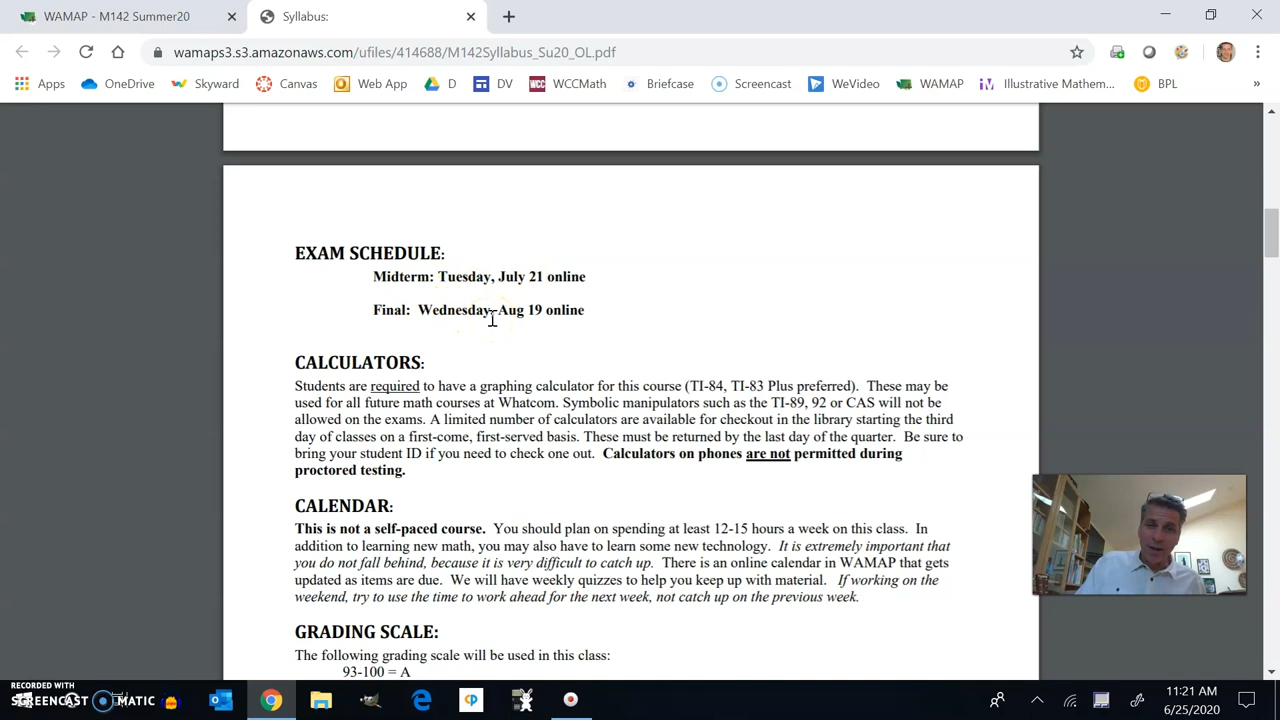 WAMAP - M142 Summer20
Syllabus:
wamaps3.s3.amazonaws.com/ufiles/414688/M142Syllabus_Su20_OL.pdf
Apps OneDrive Skyward Canvas Web App D DV WCCMath Briefcase Screencast WeVideo WAMAP Illustrative Mathem... BPL »
EXAM SCHEDULE:
Midterm: Tuesday, July 21 online
Final: Wednesday, Aug 19 online
CALCULATORS:
Students are required to have a graphing calculator for this course (TI-84, TI-83 Plus preferred). These may be
used for all future math courses at Whatcom. Symbolic manipulators such as the TI-89, 92 or CAS will not be
allowed on the exams. A limited number of calculators are available for checkout in the library starting the third
day of classes on a first-come, first-served basis. These must be returned by the last day of the quarter. Be sure to
bring your student ID if you need to check one out. Calculators on phones are not permitted during
proctored testing.
CALENDAR:
This is not a self-paced course. You should plan on spending at least 12-15 hours a week on this class. In
addition to learning new math, you may also have to learn some new technology. It is extremely important that
you do not fall behind, because it is very difficult to catch up. There is an online calendar in WAMAP that gets
updated as items are due. We will have weekly quizzes to help you keep up with material. If working on the
weekend, try to use the time to work ahead for the next week, not catch up on the previous week.
GRADING SCALE:
The following grading scale will be used in this class:
93-100 = A
RECORDED WITH
SCREENCAST MATIC
11:21 AM
6/25/2020